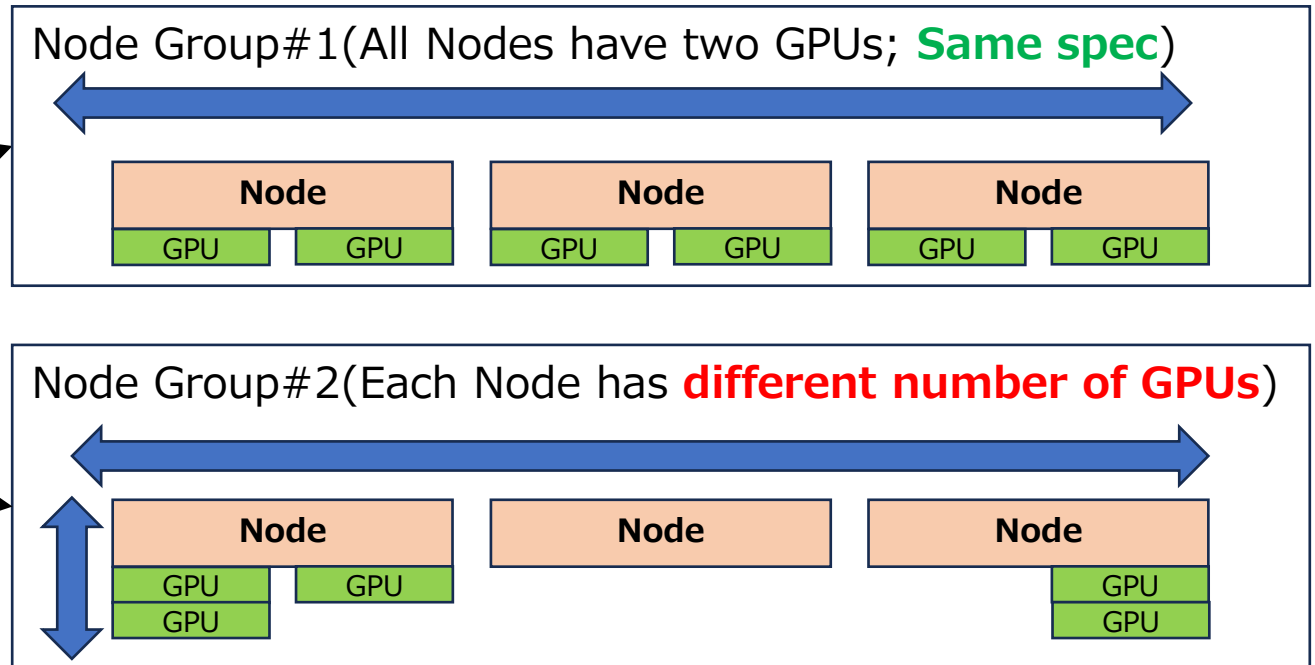 Node Group#1(All Nodes have two GPUs; Same spec)
Node Node Node
GPU GPU GPU GPU GPU GPU
Node Group#2(Each Node has different number of GPUs)
Node Node Node
GPU GPU GPU
GPU GPU